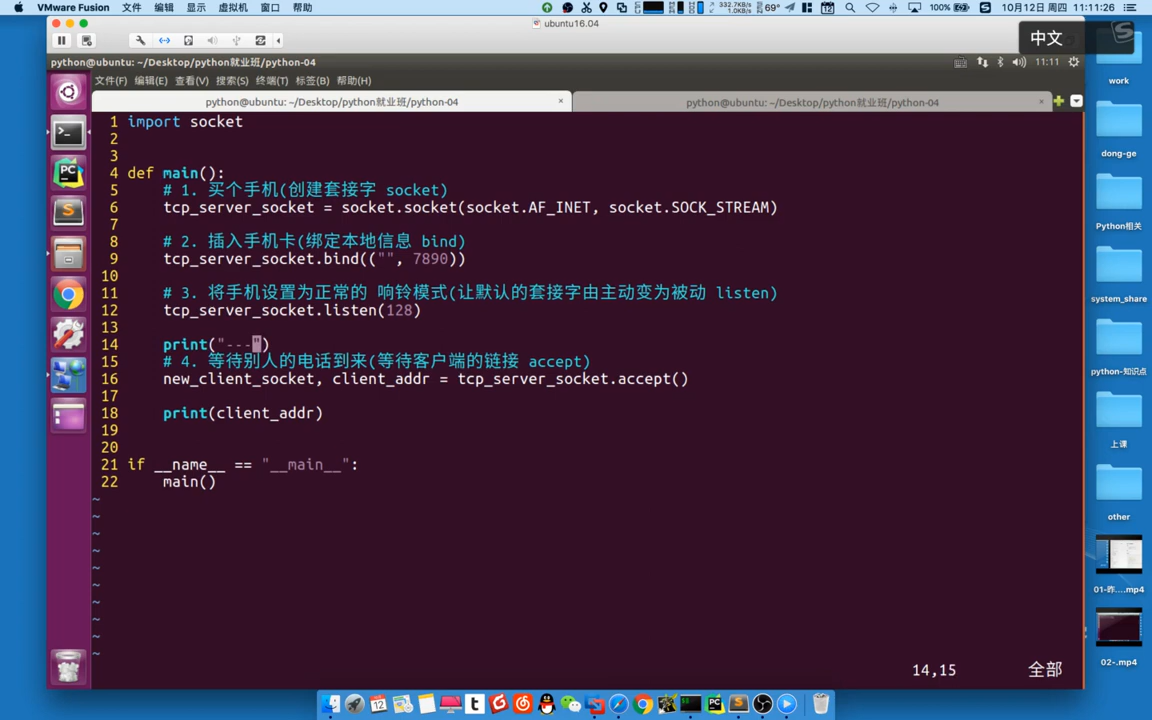 VMware Fusion 文件 编辑 显示 虚拟机 窗口 帮助 332.7KB/s 1.0KB/s 69° 12 100% 10月12日 周四 11:11:26
ubuntu16.04
中文
python@ubuntu: ~/Desktop/python就业班/python-04 11:11
文件(F) 编辑(E) 查看(V) 搜索(S) 终端(T) 标签(B) 帮助(H)
python@ubuntu: ~/Desktop/python就业班/python-04 × python@ubuntu: ~/Desktop/python就业班/python-04 ×
1 import socket
2
3
4 def main():
5 # 1. 买个手机(创建套接字 socket)
6 tcp_server_socket = socket.socket(socket.AF_INET, socket.SOCK_STREAM)
7
8 # 2. 插入手机卡(绑定本地信息 bind)
9 tcp_server_socket.bind(("", 7890))
10
11 # 3. 将手机设置为正常的 响铃模式(让默认的套接字由主动变为被动 listen)
12 tcp_server_socket.listen(128)
13
14 print("---")
15 # 4. 等待别人的电话到来(等待客户端的链接 accept)
16 new_client_socket, client_addr = tcp_server_socket.accept()
17
18 print(client_addr)
19
20
21 if __name__ == "__main__":
22 main()
~
~
~
~
~
~
~
~
~
~
14,15 全部
work
dong-ge
Python相关
system_share
python-知识点
上课
other
01-昨....mp4
02-.mp4